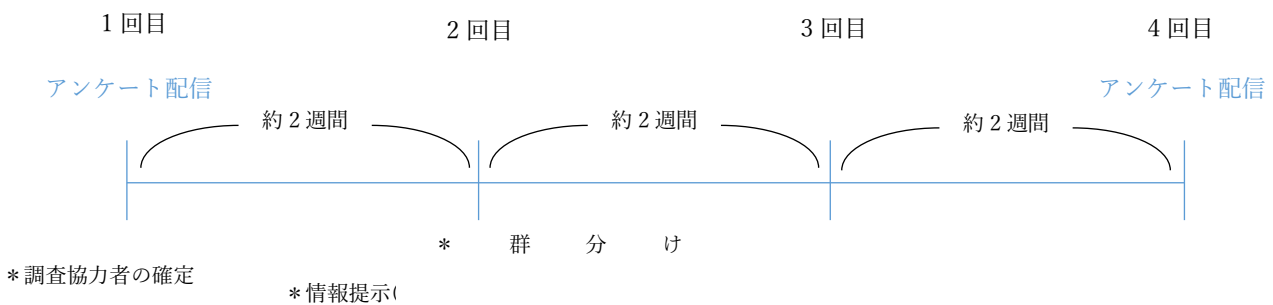 1 回目
2 回目
3 回目
4 回目
アンケート配信
アンケート配信
約 2 週間
約 2 週間
約 2 週間
* 群 分 け
*調査協力者の確定
*情報提示(